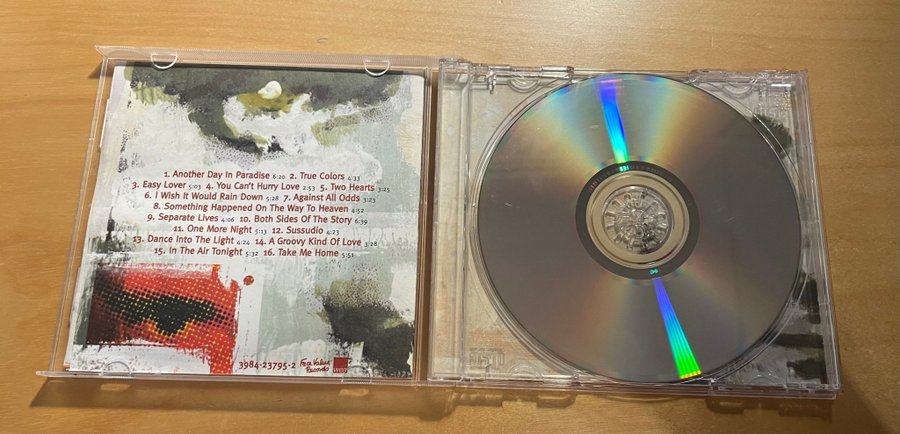 1. Another Day In Paradise 6:20 2. True Colors 4:33
3. Easy Lover 5:03 4. You Can't Hurry Love 2:53 5. Two Hearts 3:25
6. I Wish It Would Rain Down 5:28 7. Against All Odds 3:23
8. Something Happened On The Way To Heaven 4:52
9. Separate Lives 4:06 10. Both Sides Of The Story 6:39
11. One More Night 5:13 12. Sussudio 4:23
13. Dance Into The Light 4:24 14. A Groovy Kind Of Love 3:28
15. In The Air Tonight 5:32 16. Take Me Home 5:51
3984-23795-2 Face Value Records